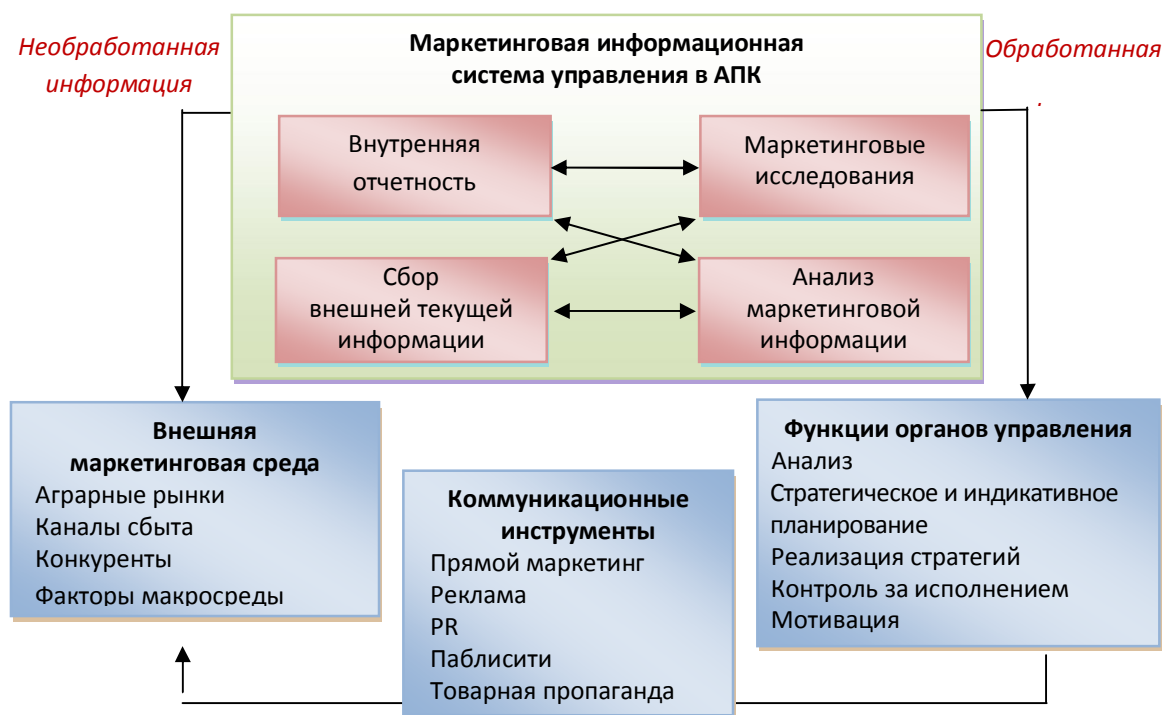 Необработанная
информация
Маркетинговая информационная
система управления в АПК
Обработанная
Внутренняя
отчетность
Маркетинговые
исследования
Сбор
внешней текущей
информации
Анализ
маркетинговой
информации
Внешняя
маркетинговая среда
Аграрные рынки
Каналы сбыта
Конкуренты
Факторы макросреды
Коммуникационные
инструменты
Прямой маркетинг
Реклама
PR
Паблисити
Товарная пропаганда
Функции органов управления
Анализ
Стратегическое и индикативное
планирование
Реализация стратегий
Контроль за исполнением
Мотивация